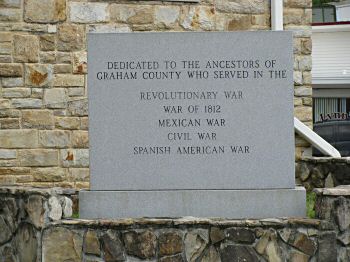 DEDICATED TO THE ANCESTORS OF
GRAHAM COUNTY WHO SERVED IN THE
REVOLUTIONARY WAR
WAR OF 1812
MEXICAN WAR
CIVIL WAR
SPANISH AMERICAN WAR